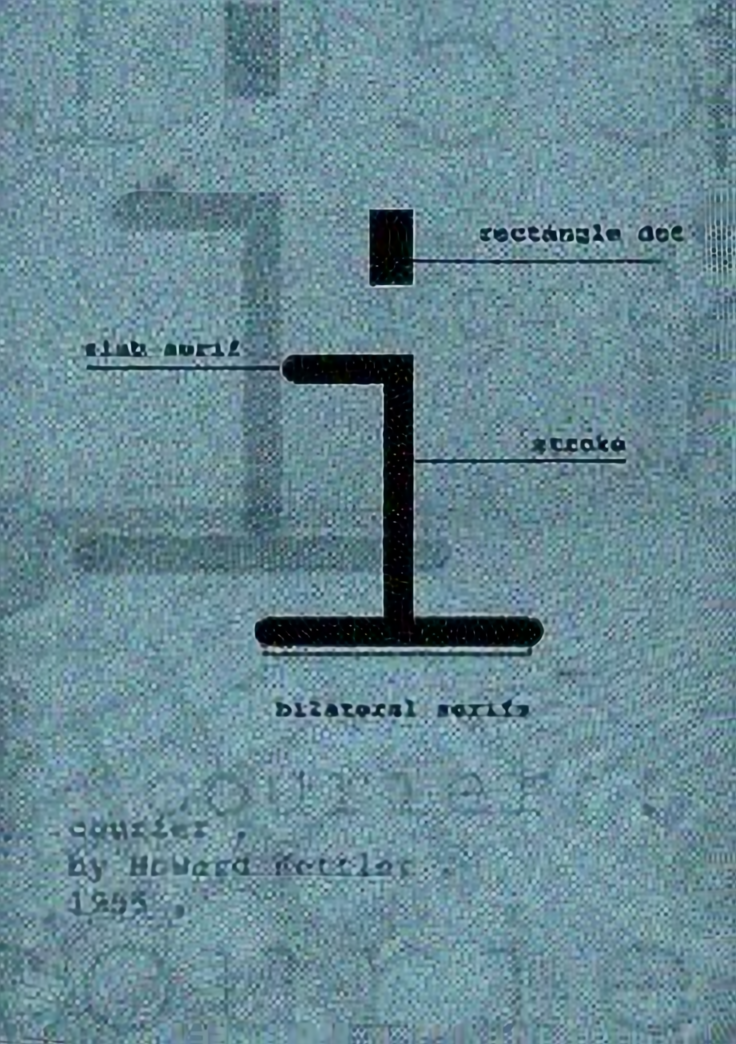 rectangle dot
slab serif
stroke
bilateral serifs
courier
courier .
by Howard Kettler .
1955 .